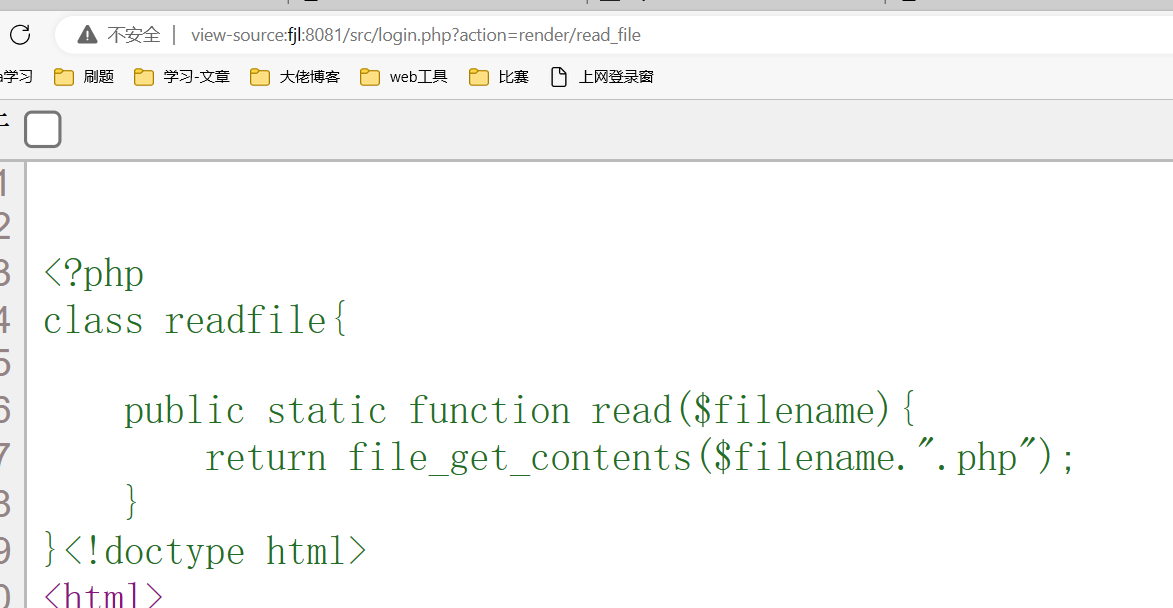 不安全 | view-source:fjl:8081/src/login.php?action=render/read_file
a学习 刷题 学习-文章 大佬博客 web工具 比赛 上网登录窗
1
2
3 <?php
4 class readfile{
5
6 public static function read($filename){
7 return file_get_contents($filename.".php");
8 }
9 }<!doctype html>
0 <html>